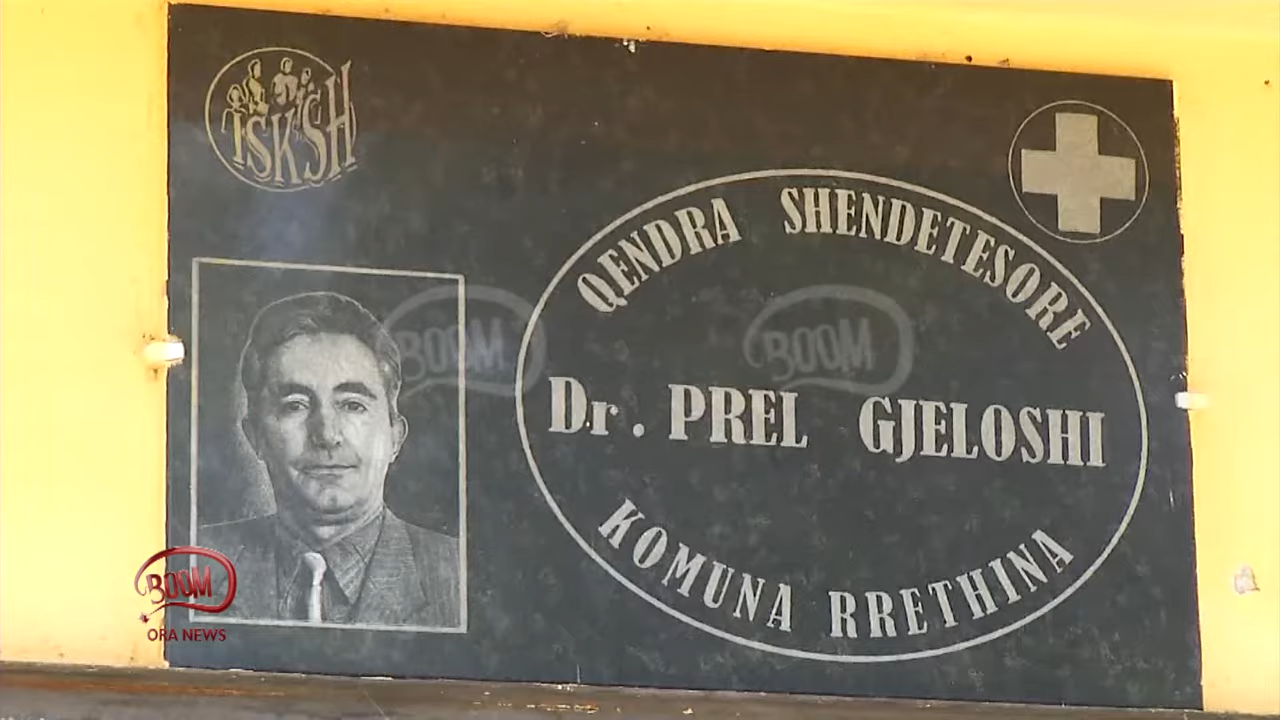 ISKSH
QENDRA SHENDETESORE
BOOM BOOM
Dr. PREL GJELOSHI
KOMUNA RRETHINA
BOOM
ORA NEWS